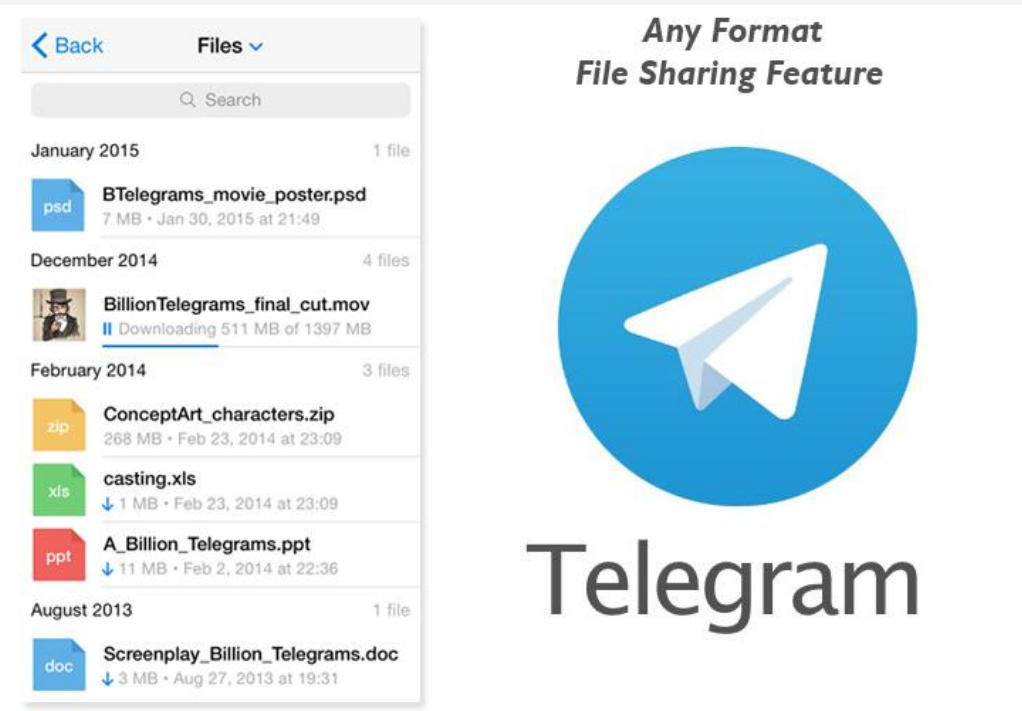 Back
Files
Search
January 2015
1 file
psd
BTelegrams_movie_poster.psd
7 MB • Jan 30, 2015 at 21:49
December 2014
4 files
BillionTelegrams_final_cut.mov
Downloading 511 MB of 1397 MB
February 2014
3 files
zip
ConceptArt_characters.zip
268 MB • Feb 23, 2014 at 23:09
xls
casting.xls
1 MB • Feb 23, 2014 at 23:09
ppt
A_Billion_Telegrams.ppt
11 MB • Feb 2, 2014 at 22:36
August 2013
1 file
doc
Screenplay_Billion_Telegrams.doc
3 MB • Aug 27, 2013 at 19:31
Any Format
File Sharing Feature
Telegram